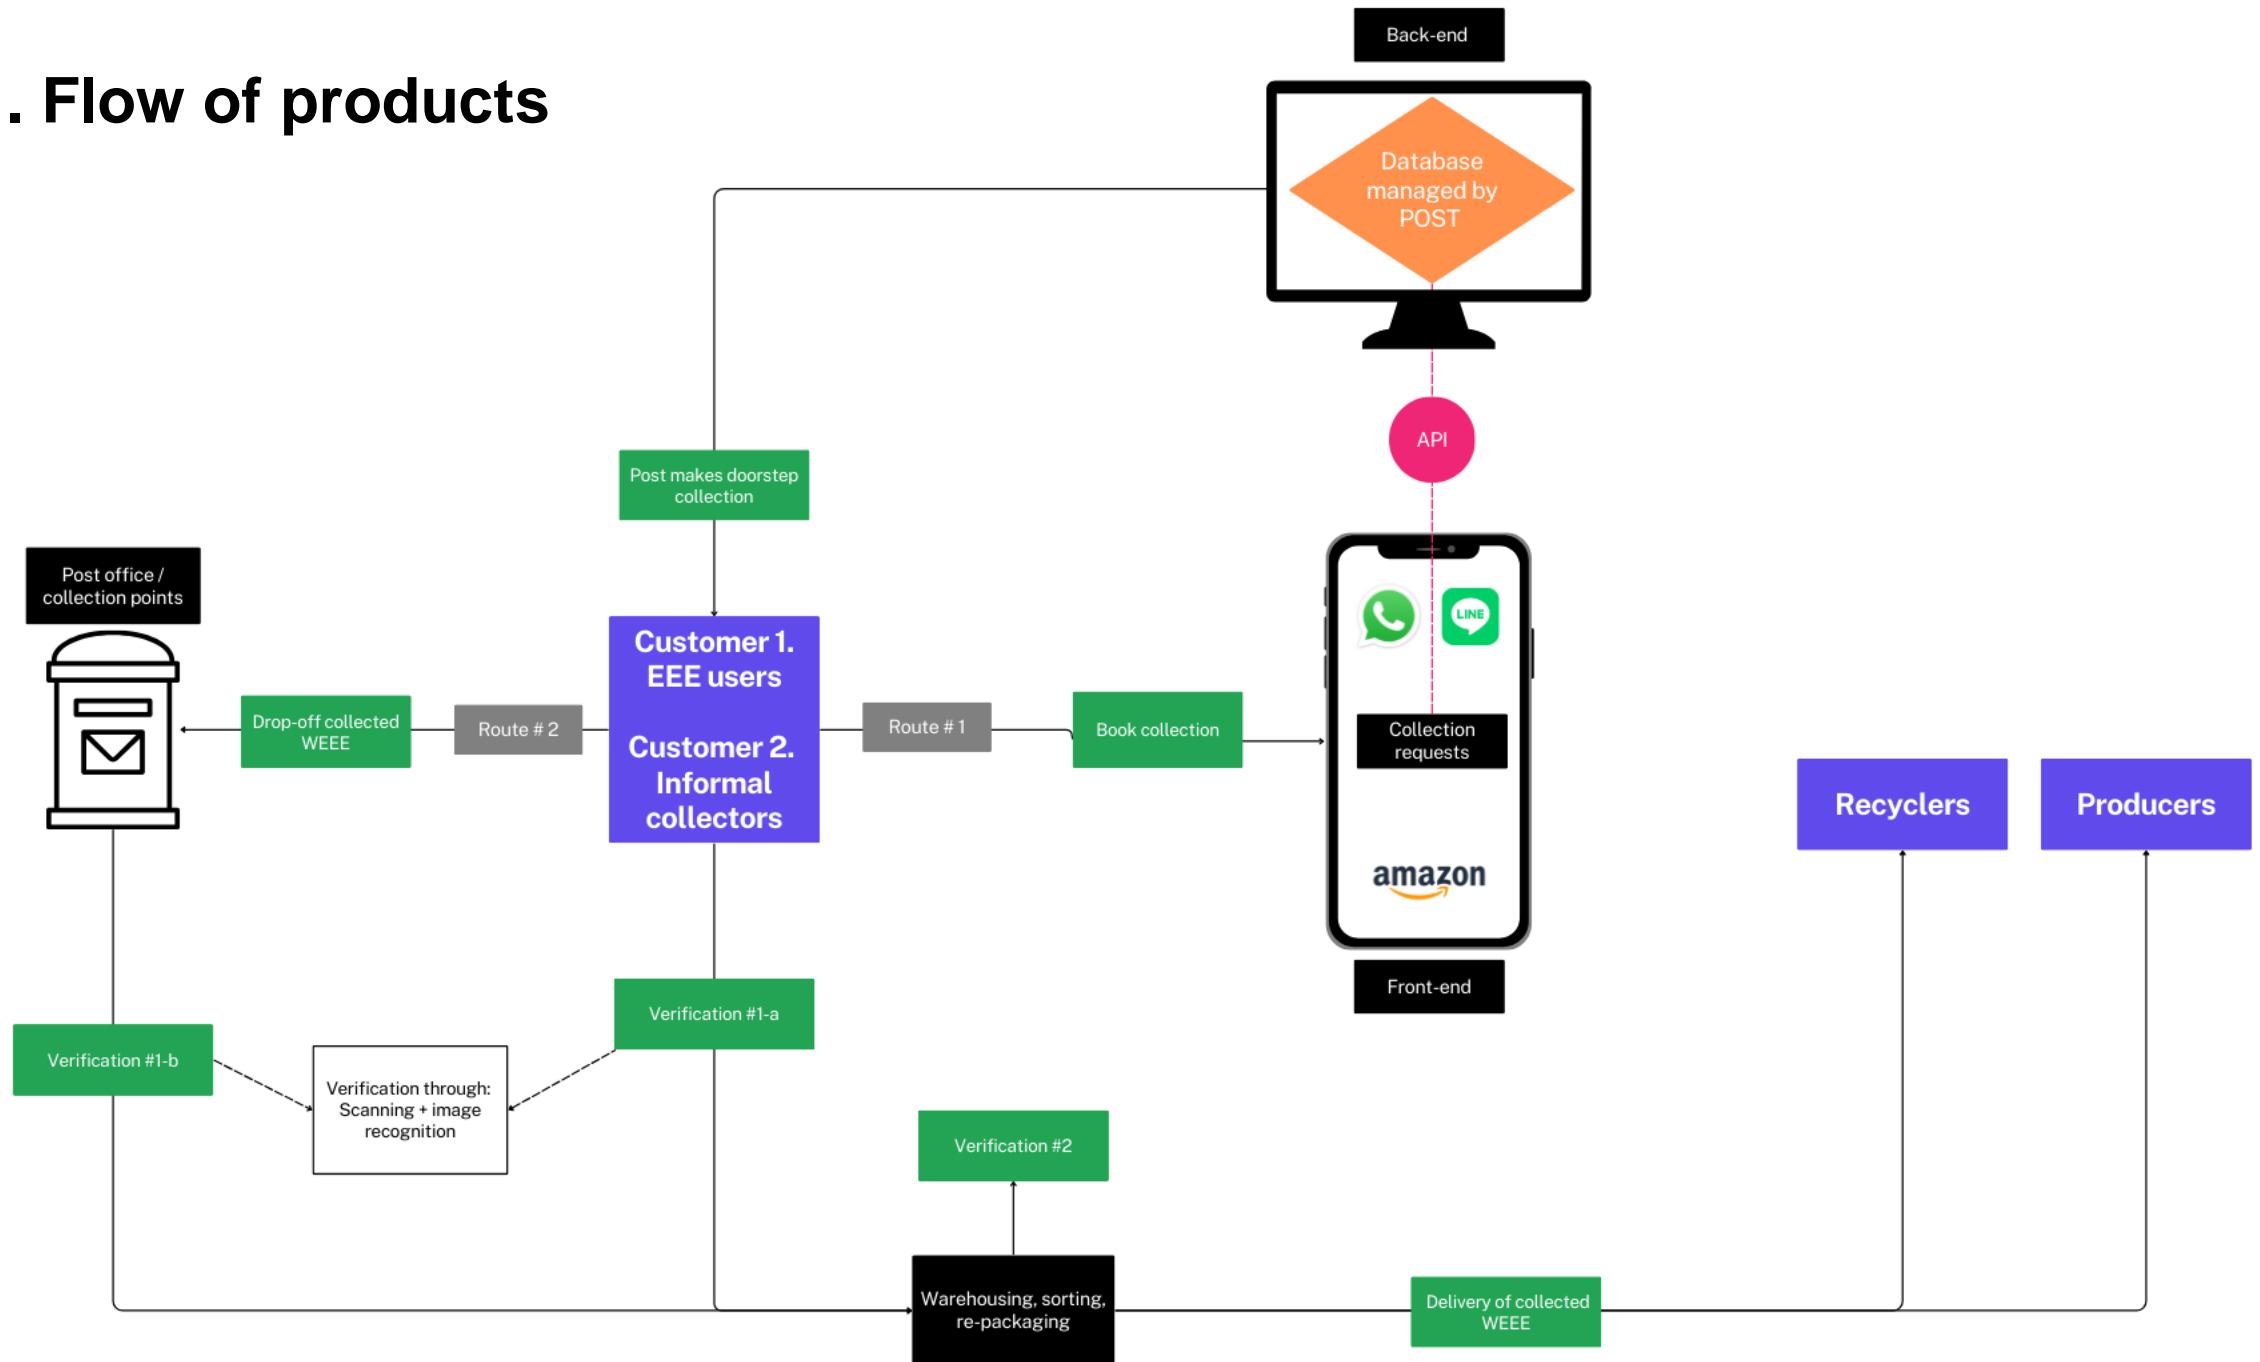 Back-end
. Flow of products
Database
managed by
POST
API
Post makes doorstep
collection
Post office /
collection points
Customer 1.
EEE users
Customer 2.
Informal
collectors
Drop-off collected
WEEE
Route # 2
Route # 1
Book collection
LINE
Collection
requests
amazon
Front-end
Recyclers
Producers
Verification #1-a
Verification #1-b
Verification through:
Scanning + image
recognition
Verification #2
Warehousing, sorting,
re-packaging
Delivery of collected
WEEE